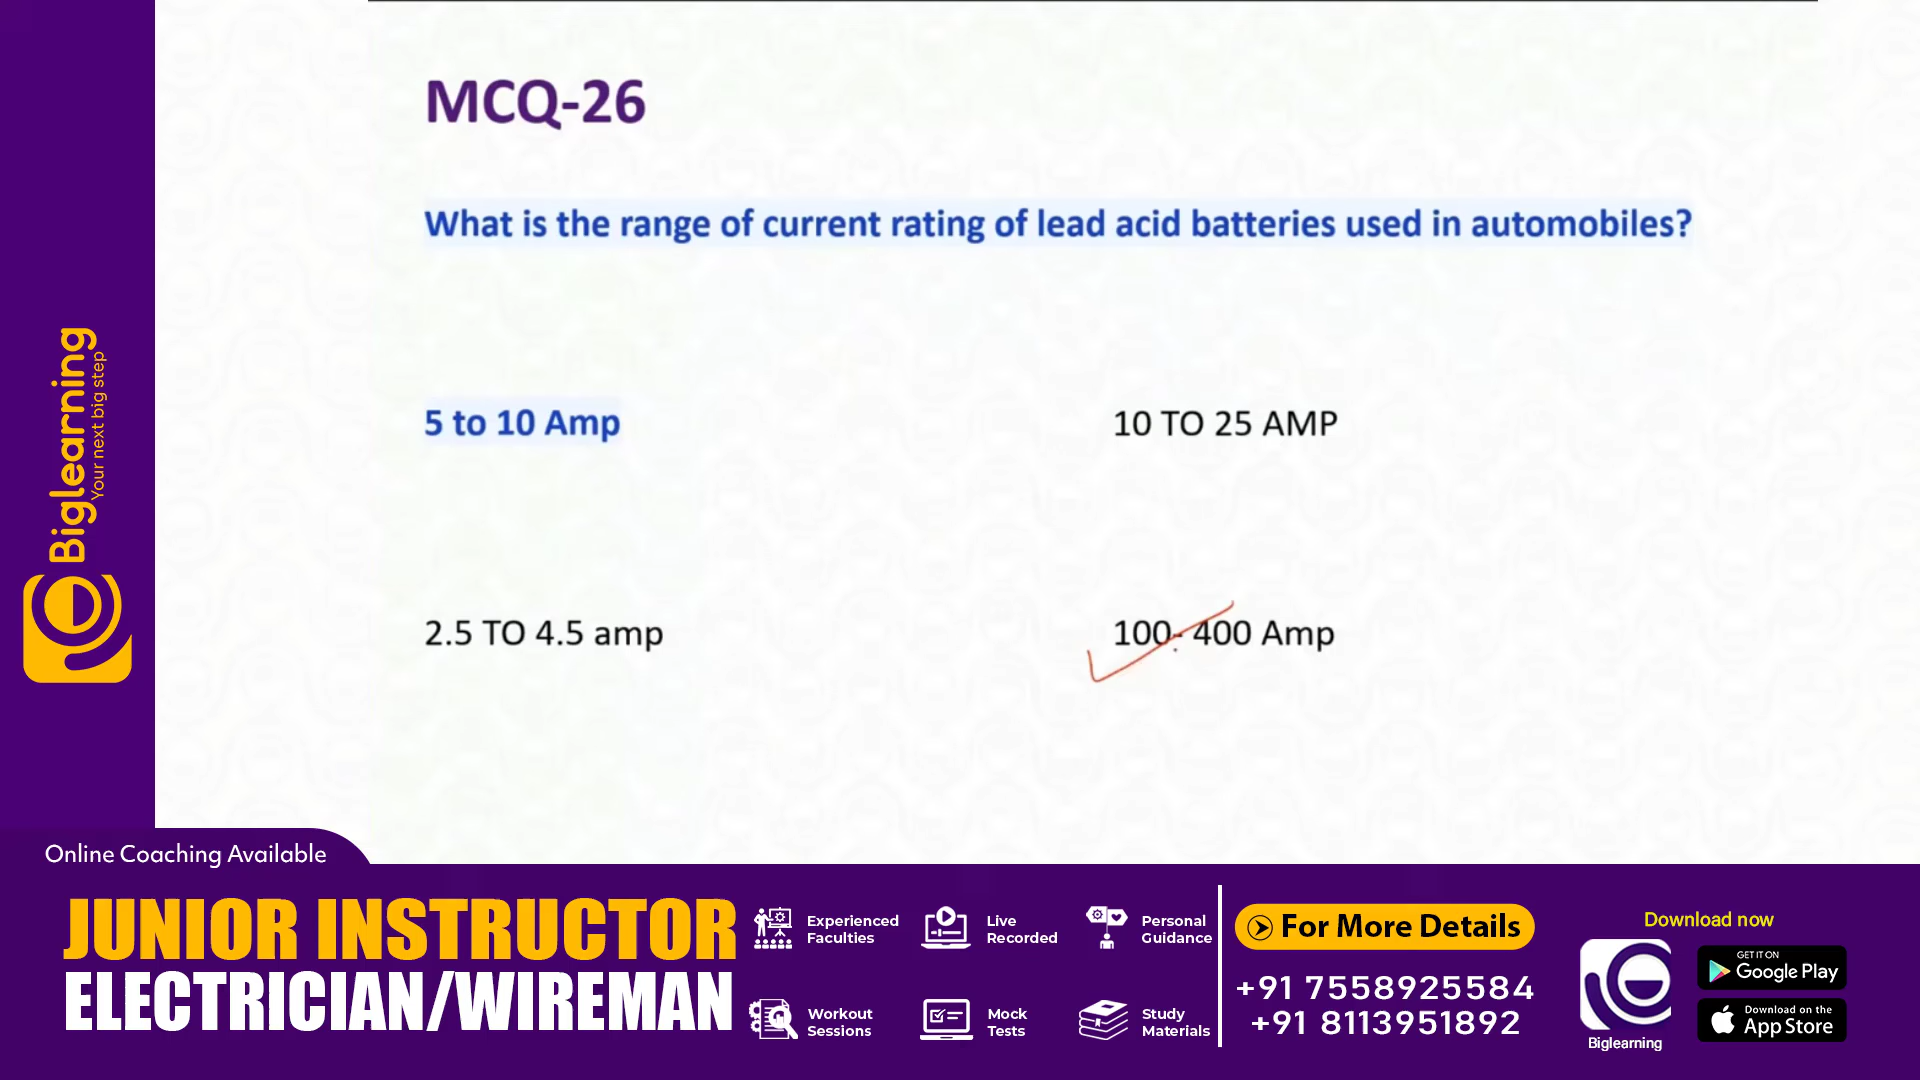 MCQ-26
What is the range of current rating of lead acid batteries used in automobiles?
5 to 10 Amp
10 TO 25 AMP
2.5 TO 4.5 amp
100- 400 Amp
Biglearning
Your next big step
Online Coaching Available
JUNIOR INSTRUCTOR
ELECTRICIAN/WIREMAN
Experienced
Faculties
Live
Recorded
Personal
Guidance
Workout
Sessions
Mock
Tests
Study
Materials
For More Details
+91 7558925584
+91 8113951892
Download now
Biglearning
GET IT ON
Google Play
Download on the
App Store